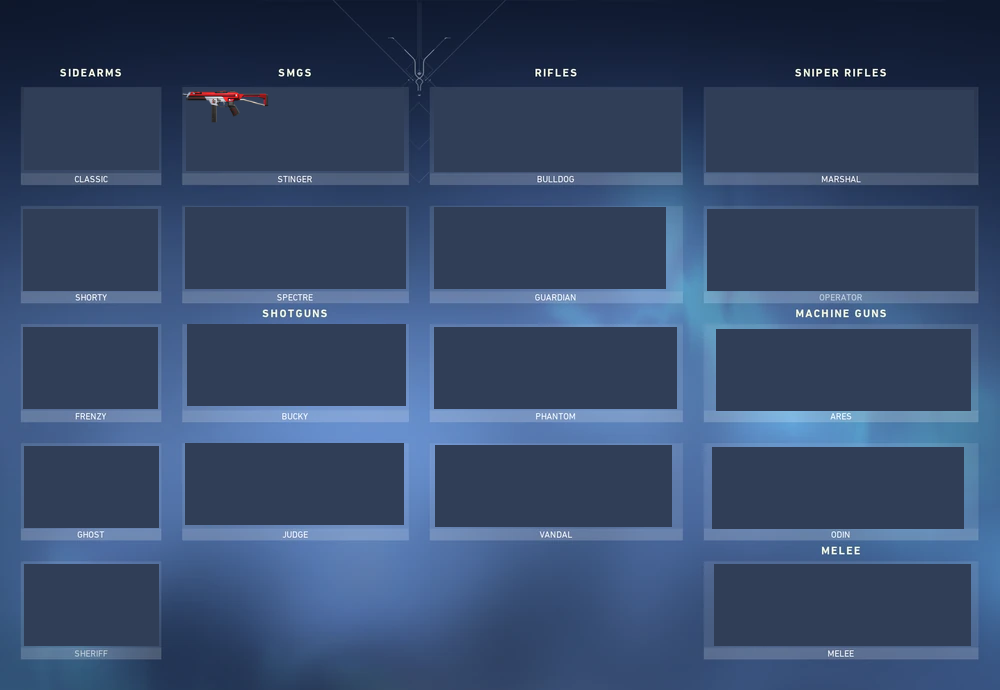 SIDEARMS
SMGS
RIFLES
SNIPER RIFLES
CLASSIC
STINGER
BULLDOG
MARSHAL
SHORTY
SPECTRE
GUARDIAN
OPERATOR
SHOTGUNS
MACHINE GUNS
FRENZY
BUCKY
PHANTOM
ARES
GHOST
JUDGE
VANDAL
ODIN
MELEE
SHERIFF
MELEE